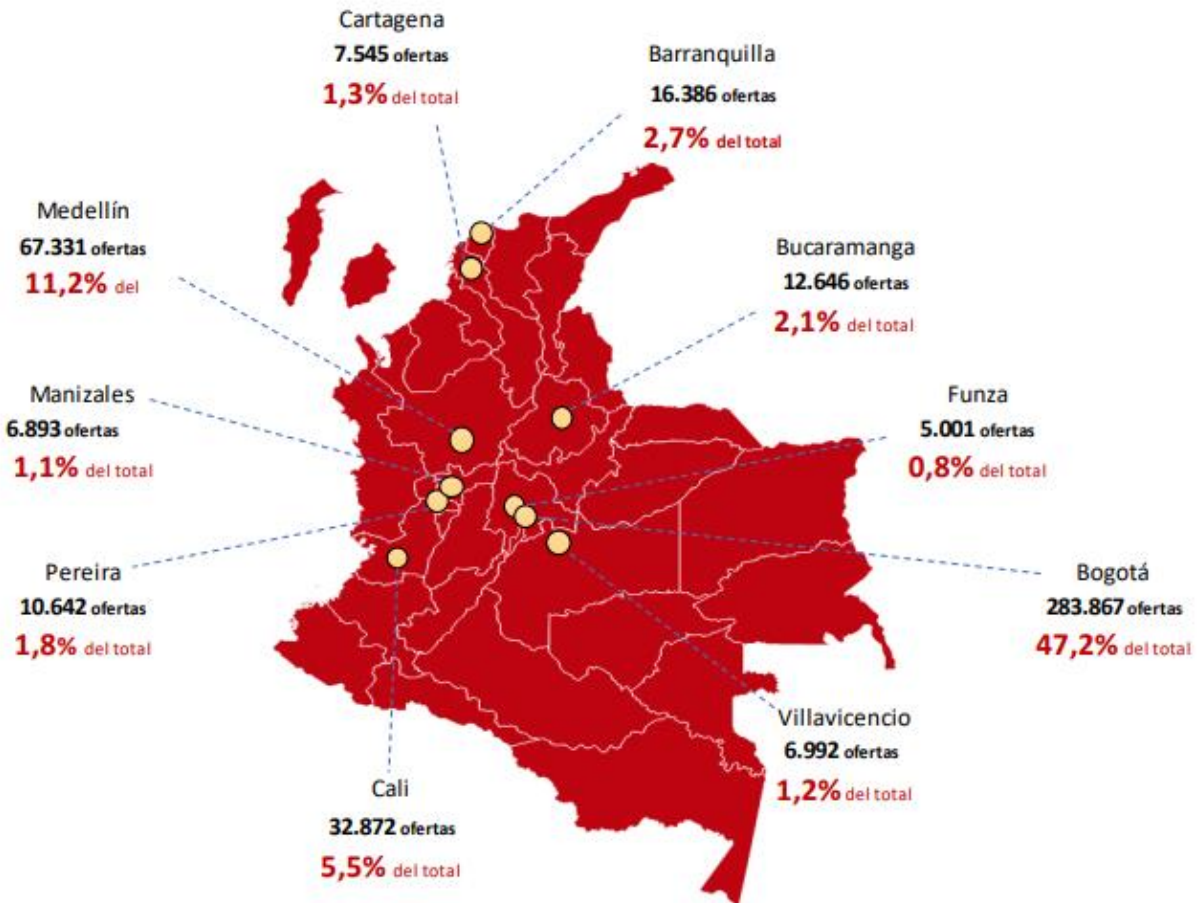 Cartagena
7.545 ofertas
1,3% del total
Barranquilla
16.386 ofertas
2,7% del total
Medellín
67.331 ofertas
11,2% del
Bucaramanga
12.646 ofertas
2,1% del total
Manizales
6.893 ofertas
1,1% del total
Funza
5.001 ofertas
0,8% del total
Pereira
10.642 ofertas
1,8% del total
Bogotá
283.867 ofertas
47,2% del total
Villavicencio
6.992 ofertas
1,2% del total
Cali
32.872 ofertas
5,5% del total